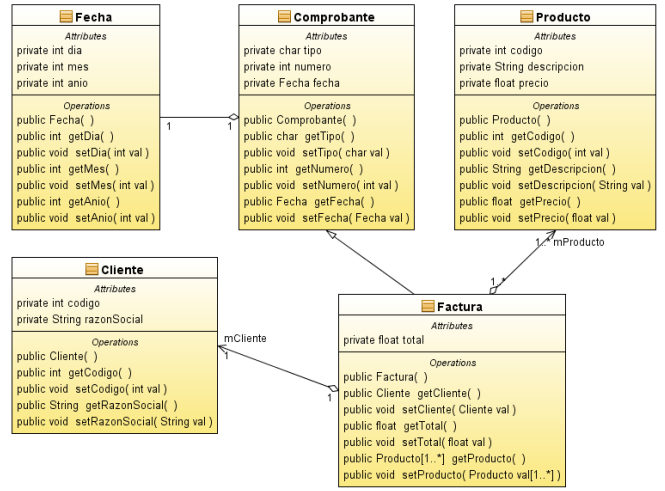 Fecha
Attributes
private int dia
private int mes
private int anio
Operations
public Fecha( )
public int getDia( )
public void setDia( int val )
public int getMes( )
public void setMes( int val )
public int getAnio( )
public void setAnio( int val )
1
1
Comprobante
Attributes
private char tipo
private int numero
private Fecha fecha
Operations
public Comprobante( )
public char getTipo( )
public void setTipo( char val )
public int getNumero( )
public void setNumero( int val )
public Fecha getFecha( )
public void setFecha( Fecha val )
Producto
Attributes
private int codigo
private String descripcion
private float precio
Operations
public Producto( )
public int getCodigo( )
public void setCodigo( int val )
public String getDescripcion( )
public void setDescripcion( String val )
public float getPrecio( )
public void setPrecio( float val )
1..* mProducto
1..*
Cliente
Attributes
private int codigo
private String razonSocial
Operations
public Cliente( )
public int getCodigo( )
public void setCodigo( int val )
public String getRazonSocial( )
public void setRazonSocial( String val )
mCliente
1
1
Factura
Attributes
private float total
Operations
public Factura( )
public Cliente getCliente( )
public void setCliente( Cliente val )
public float getTotal( )
public void setTotal( float val )
public Producto[1..*] getProducto( )
public void setProducto( Producto val[1..*] )